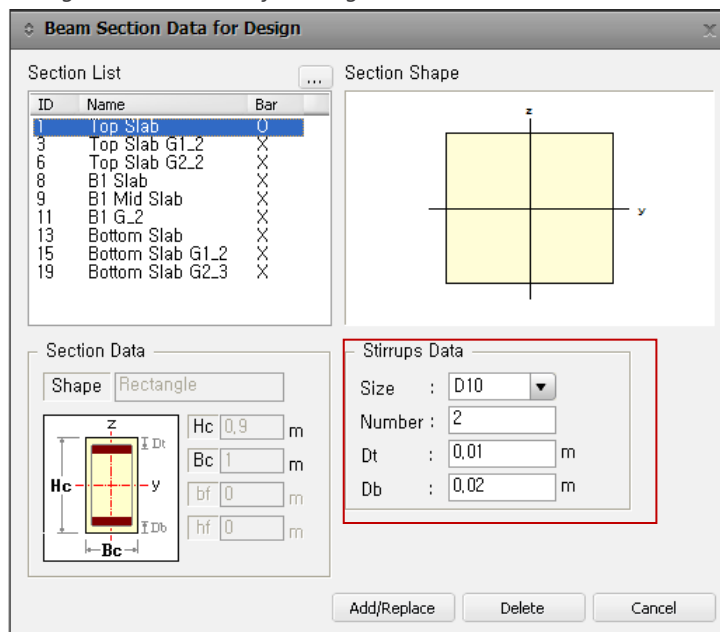 Beam Section Data for Design
Section List
...
Section Shape
ID Name Bar
1 Top Slab O
3 Top Slab G1_2 X
6 Top Slab G2_2 X
8 B1 Slab X
9 B1 Mid Slab X
11 B1 G_2 X
13 Bottom Slab X
15 Bottom Slab G1_2 X
19 Bottom Slab G2_3 X
z
y
Section Data
Shape Rectangle
z
Dt
Hc
y
Db
Bc
Hc 0,9 m
Bc 1 m
bf 0 m
hf 0 m
Stirrups Data
Size : D10
Number : 2
Dt : 0,01 m
Db : 0,02 m
Add/Replace Delete Cancel